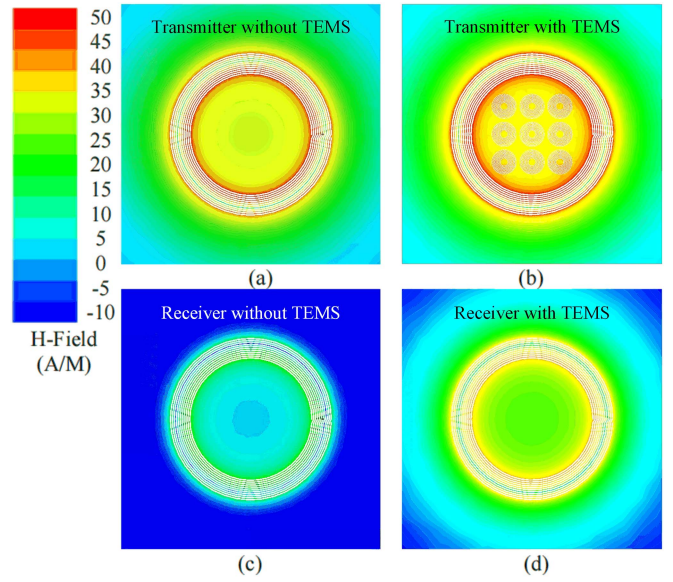 50
45
40
35
30
25
20
15
10
5
0
-5
-10
H-Field
(A/M)
Transmitter without TEMS
(a)
Transmitter with TEMS
(b)
Receiver without TEMS
(c)
Receiver with TEMS
(d)